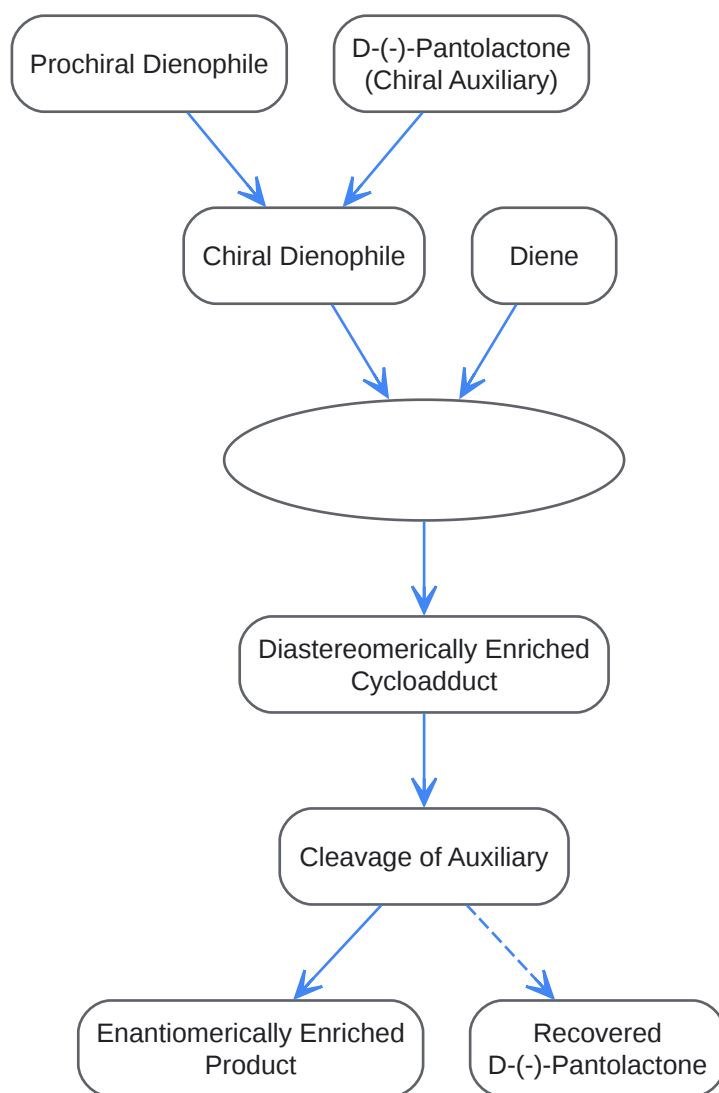 Prochiral Dienophile
D-(-)-Pantolactone
(Chiral Auxiliary)
Chiral Dienophile
Diene
Diastereomerically Enriched
Cycloadduct
Cleavage of Auxiliary
Enantiomerically Enriched
Product
Recovered
D-(-)-Pantolactone